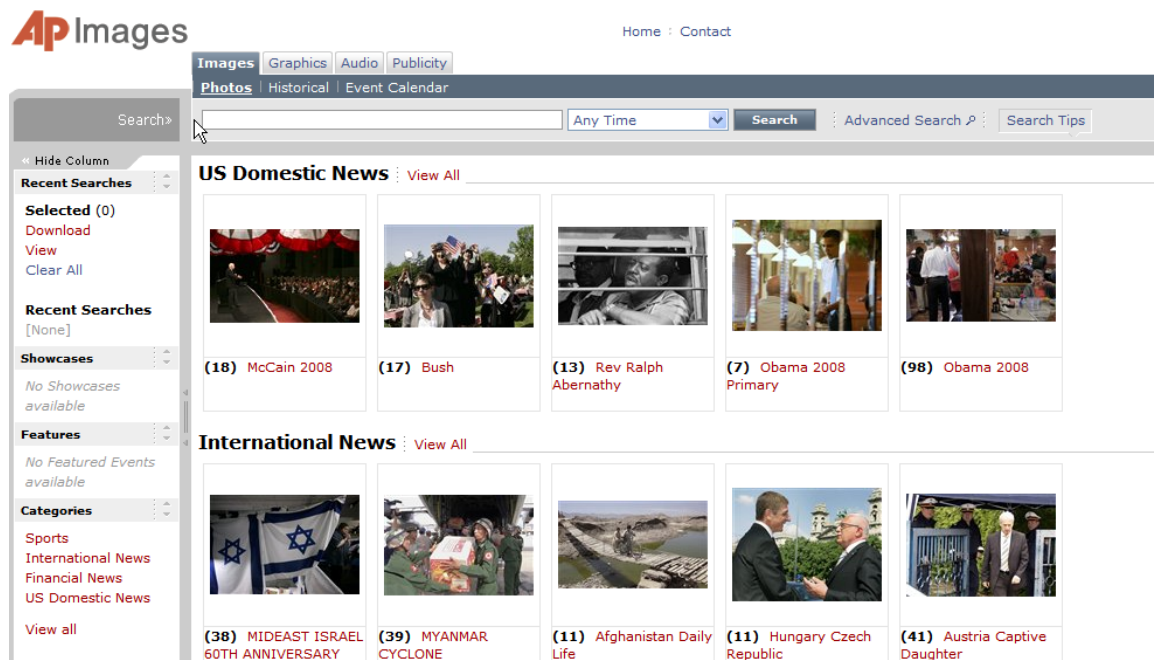 AP Images
Home : Contact
Images Graphics Audio Publicity
Photos | Historical | Event Calendar
Search»
Any Time
Search
Advanced Search
Search Tips
« Hide Column
Recent Searches
Selected (0)
Download
View
Clear All
Recent Searches
[None]
Showcases
No Showcases
available
Features
No Featured Events
available
Categories
Sports
International News
Financial News
US Domestic News
View all
US Domestic News View All
(18) McCain 2008
(17) Bush
(13) Rev Ralph
Abernathy
(7) Obama 2008
Primary
(98) Obama 2008
International News View All
(38) MIDEAST ISRAEL
60TH ANNIVERSARY
(39) MYANMAR
CYCLONE
(11) Afghanistan Daily
Life
(11) Hungary Czech
Republic
(41) Austria Captive
Daughter